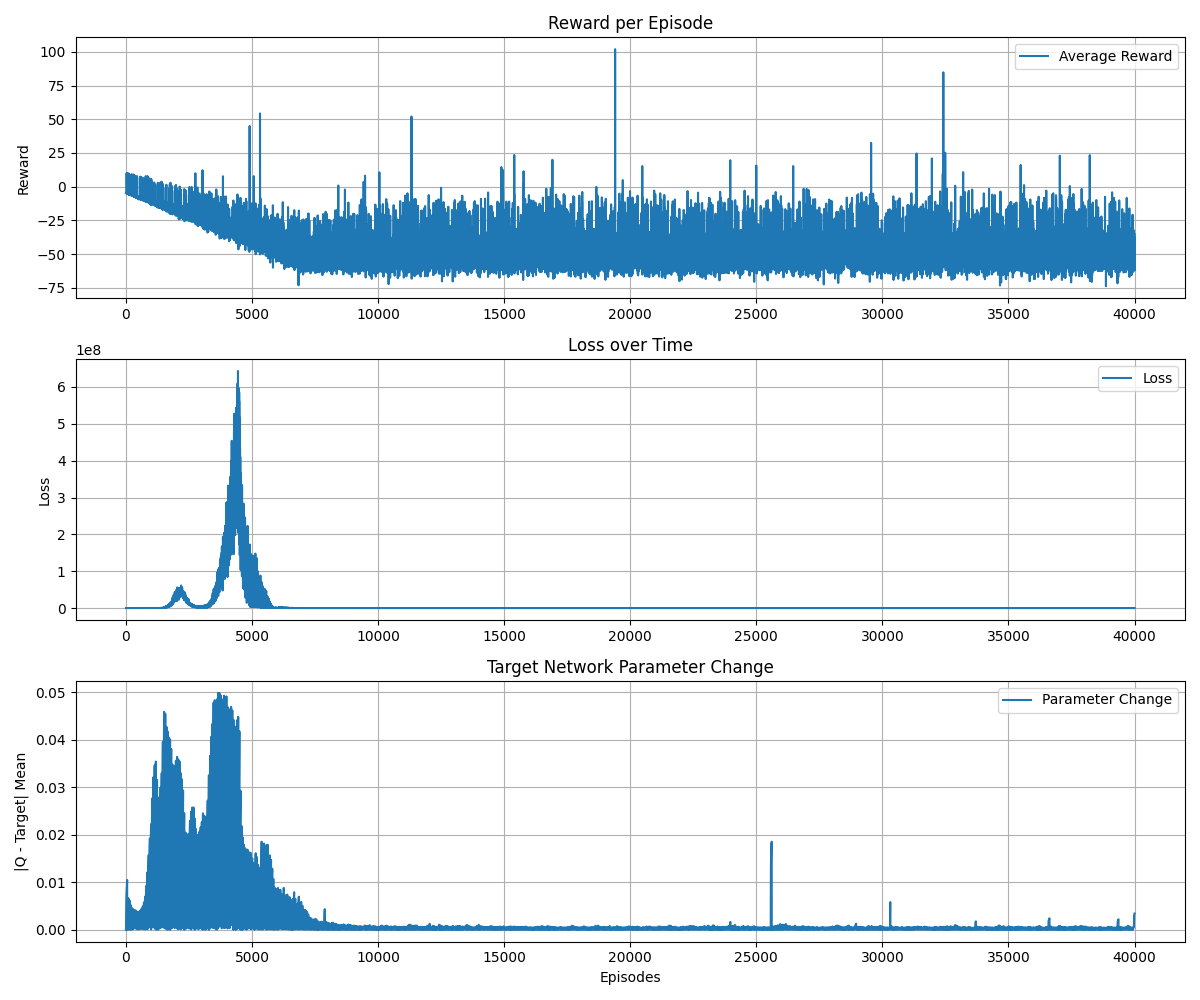 Reward per Episode
Reward
100
75
50
25
0
−25
−50
−75
Average Reward
0 5000 10000 15000 20000 25000 30000 35000 40000
Loss over Time
1e8
Loss
6
5
4
3
2
1
0
Loss
0 5000 10000 15000 20000 25000 30000 35000 40000
Target Network Parameter Change
|Q - Target| Mean
0.05
0.04
0.03
0.02
0.01
0.00
Parameter Change
0 5000 10000 15000 20000 25000 30000 35000 40000
Episodes